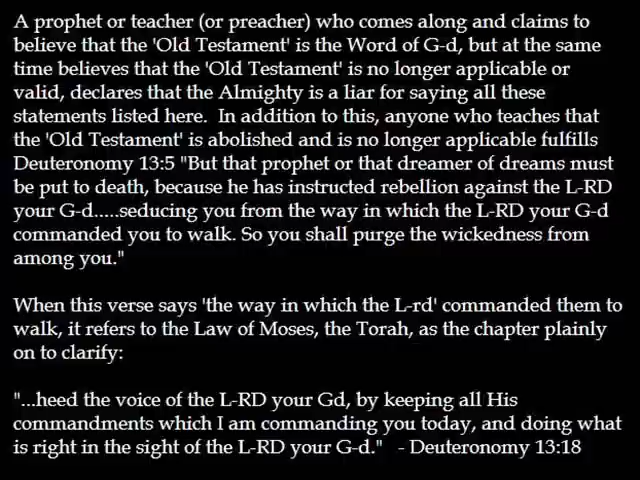 A prophet or teacher (or preacher) who comes along and claims to
believe that the 'Old Testament' is the Word of G-d, but at the same
time believes that the 'Old Testament' is no longer applicable or
valid, declares that the Almighty is a liar for saying all these
statements listed here.  In addition to this, anyone who teaches that
the 'Old Testament' is abolished and is no longer applicable fulfills
Deuteronomy 13:5 "But that prophet or that dreamer of dreams must
be put to death, because he has instructed rebellion against the L-RD
your G-d.....seducing you from the way in which the L-RD your G-d
commanded you to walk. So you shall purge the wickedness from
among you."
When this verse says 'the way in which the L-rd' commanded them to
walk, it refers to the Law of Moses, the Torah, as the chapter plainly
on to clarify:
"...heed the voice of the L-RD your Gd, by keeping all His
commandments which I am commanding you today, and doing what
is right in the sight of the L-RD your G-d."   - Deuteronomy 13:18